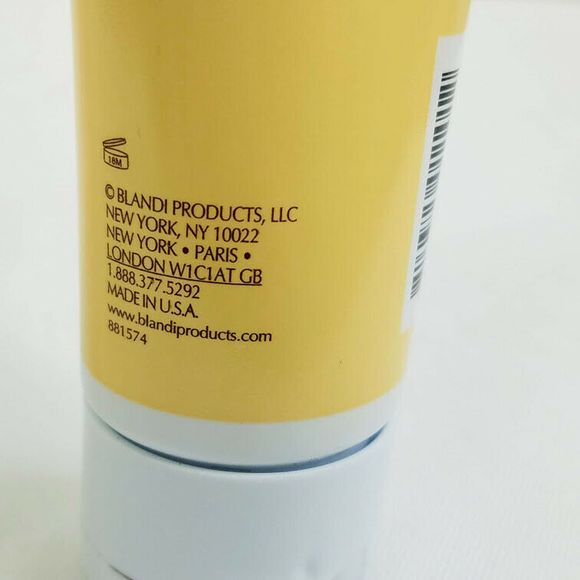 18M
© BLANDI PRODUCTS, LLC
NEW YORK, NY 10022
NEW YORK • PARIS •
LONDON W1C1AT GB
1.888.377.5292
MADE IN U.S.A.
www.blandiproducts.com
881574